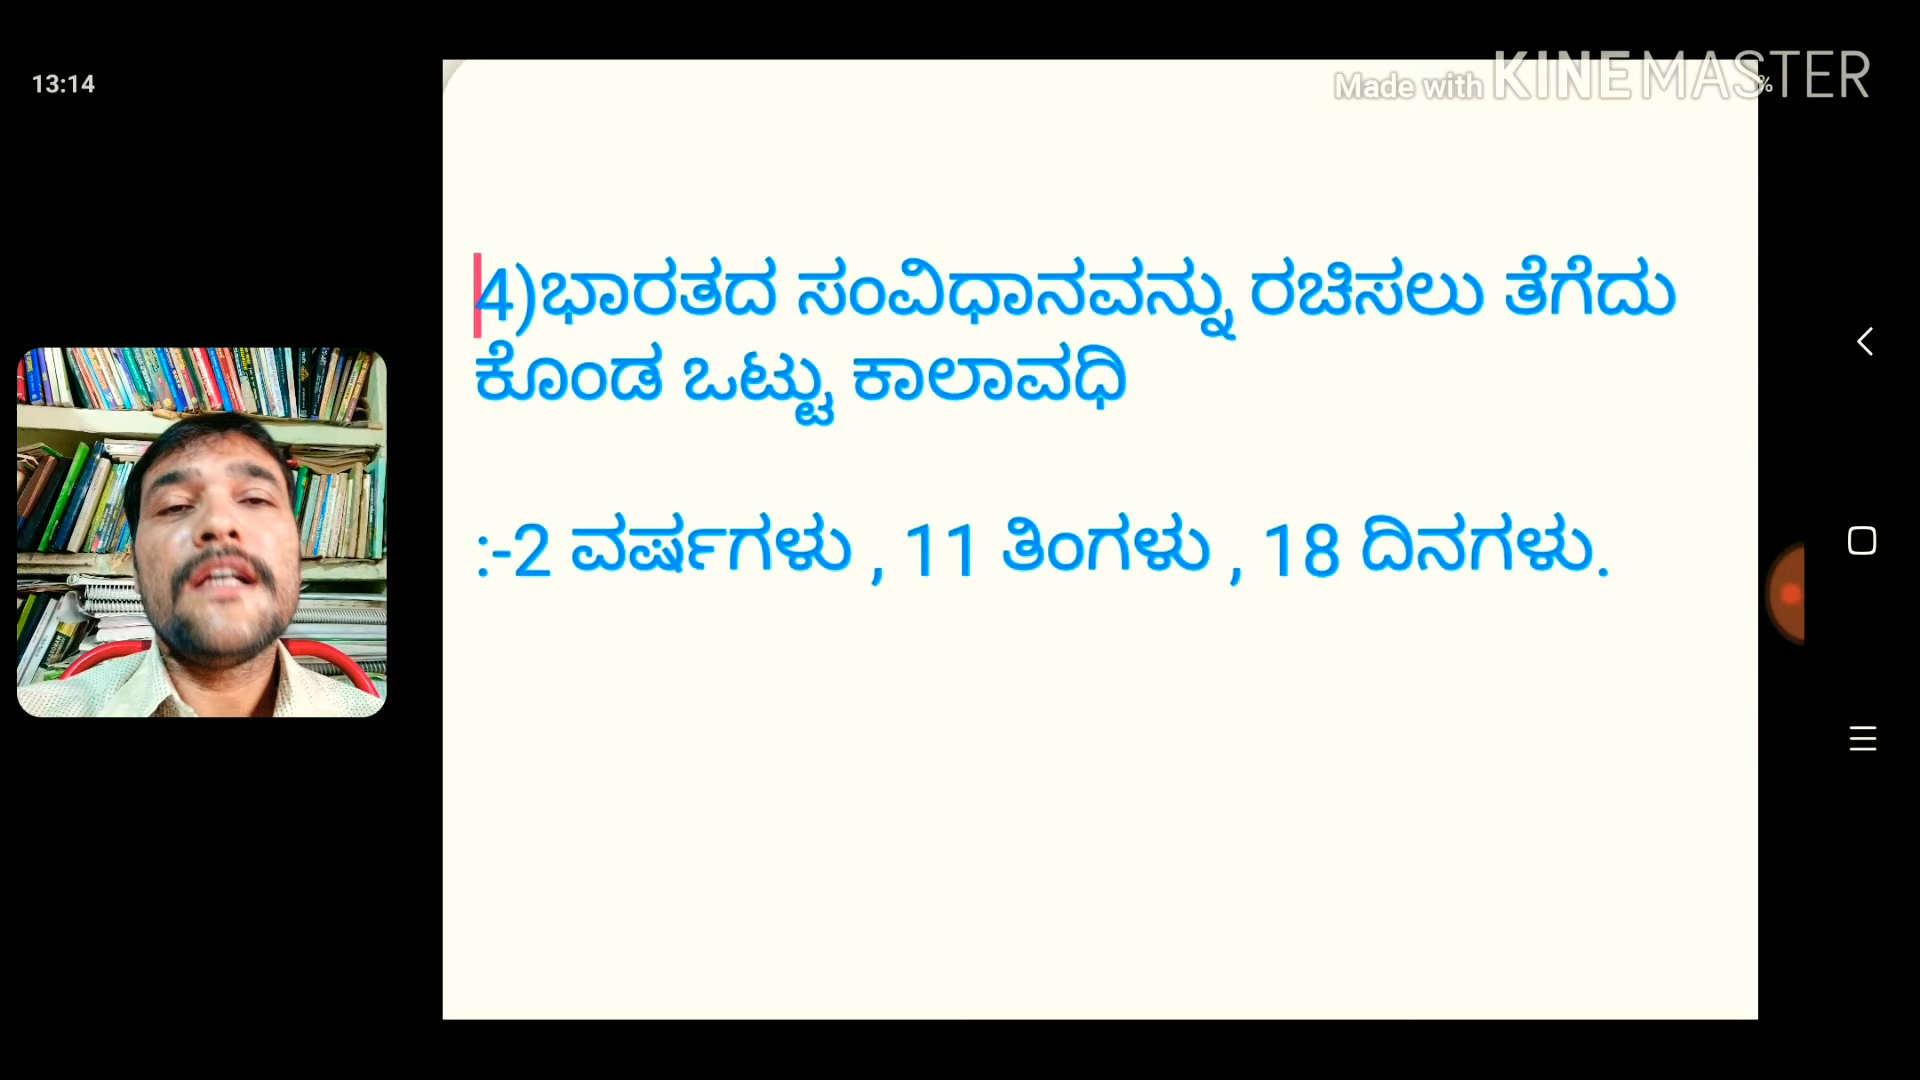 13:14
Made with KINEMASTER
%
4)ಭಾರತದ ಸಂವಿಧಾನವನ್ನು ರಚಿಸಲು ತೆಗೆದು
ಕೊಂಡ ಒಟ್ಟು ಕಾಲಾವಧಿ
:-2 ವರ್ಷಗಳು , 11 ತಿಂಗಳು , 18 ದಿನಗಳು.